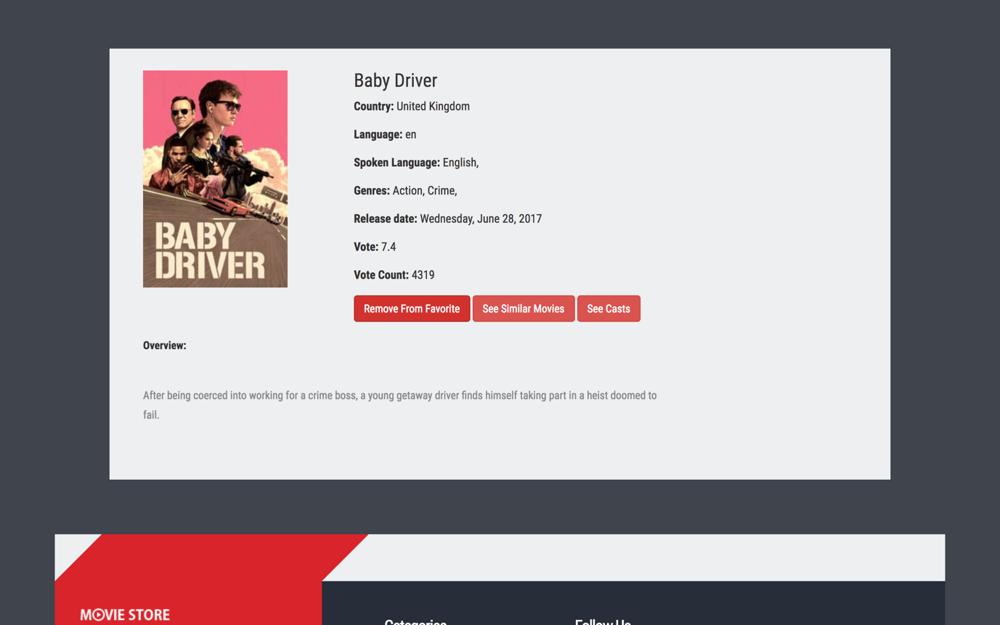 BABY
DRIVER
Baby Driver
Country: United Kingdom
Language: en
Spoken Language: English,
Genres: Action, Crime,
Release date: Wednesday, June 28, 2017
Vote: 7.4
Vote Count: 4319
Remove From Favorite
See Similar Movies
See Casts
Overview:
After being coerced into working for a crime boss, a young getaway driver finds himself taking part in a heist doomed to
fail.
MOVIE STORE
Categories
Follow Us